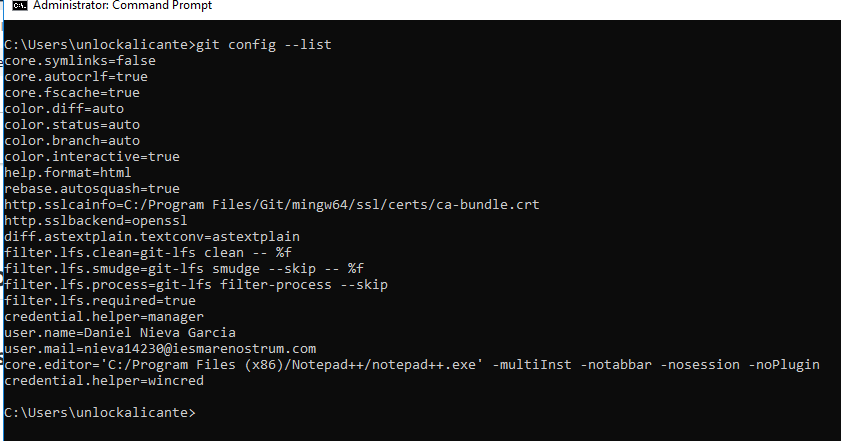 Administrator: Command Prompt
C:\Users\unlockalicante>git config --list
core.symlinks=false
core.autocrlf=true
core.fscache=true
color.diff=auto
color.status=auto
color.branch=auto
color.interactive=true
help.format=html
rebase.autosquash=true
http.sslcainfo=C:/Program Files/Git/mingw64/ssl/certs/ca-bundle.crt
http.sslbackend=openssl
diff.astextplain.textconv=astextplain
filter.lfs.clean=git-lfs clean -- %f
filter.lfs.smudge=git-lfs smudge --skip -- %f
filter.lfs.process=git-lfs filter-process --skip
filter.lfs.required=true
credential.helper=manager
user.name=Daniel Nieva Garcia
user.mail=nieva14230@iesmarenostrum.com
core.editor='C:/Program Files (x86)/Notepad++/notepad++.exe' -multiInst -notabbar -nosession -noPlugin
credential.helper=wincred
C:\Users\unlockalicante>